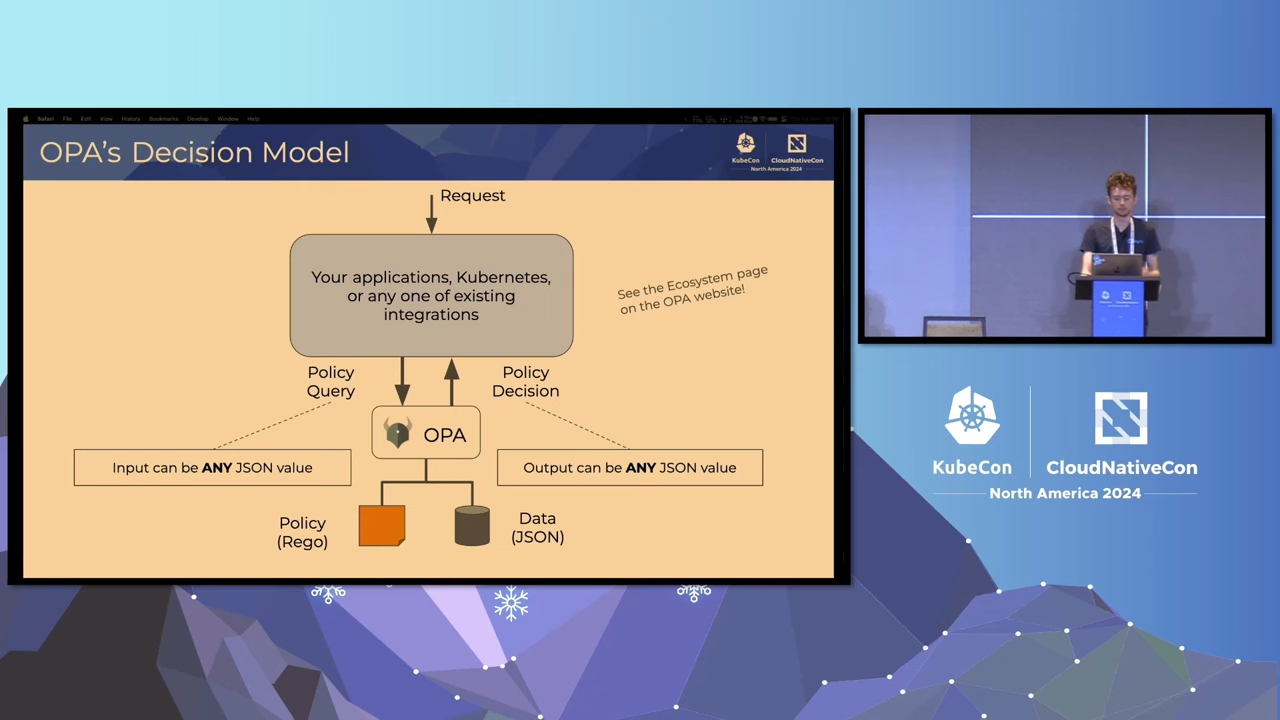 Safari File Edit View History Bookmarks Develop Window Help
OPA's Decision Model
KubeCon
CloudNativeCon
North America 2024
Request
Your applications, Kubernetes,
or any one of existing
integrations
See the Ecosystem page
on the OPA website!
Policy
Query
Policy
Decision
OPA
Input can be ANY JSON value
Output can be ANY JSON value
Policy
(Rego)
Data
(JSON)
KubeCon
CloudNativeCon
North America 2024